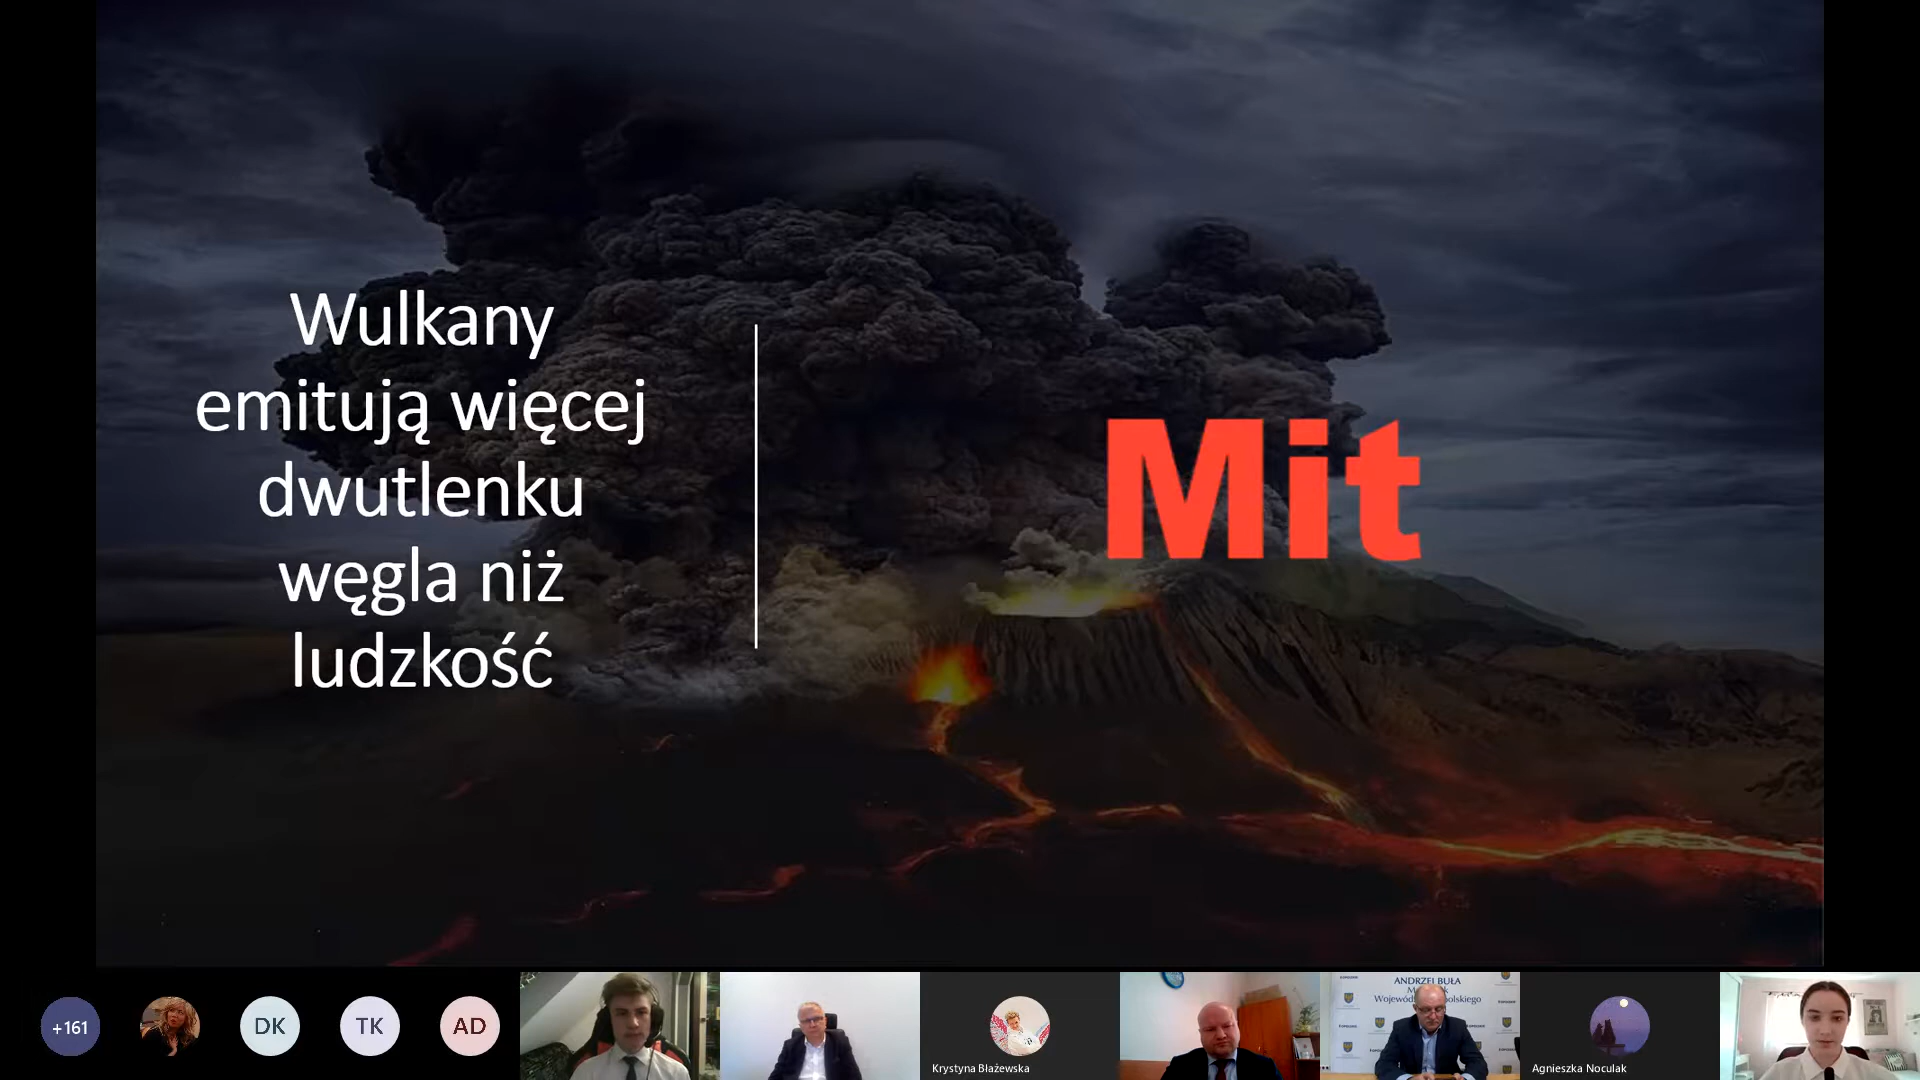 Wulkany
emitują więcej
dwutlenku
węgla niż
ludzkość
Mit
+161
DK
TK
AD
Krystyna Błażewska
ANDRZEJ BUŁA
Agnieszka Noculak